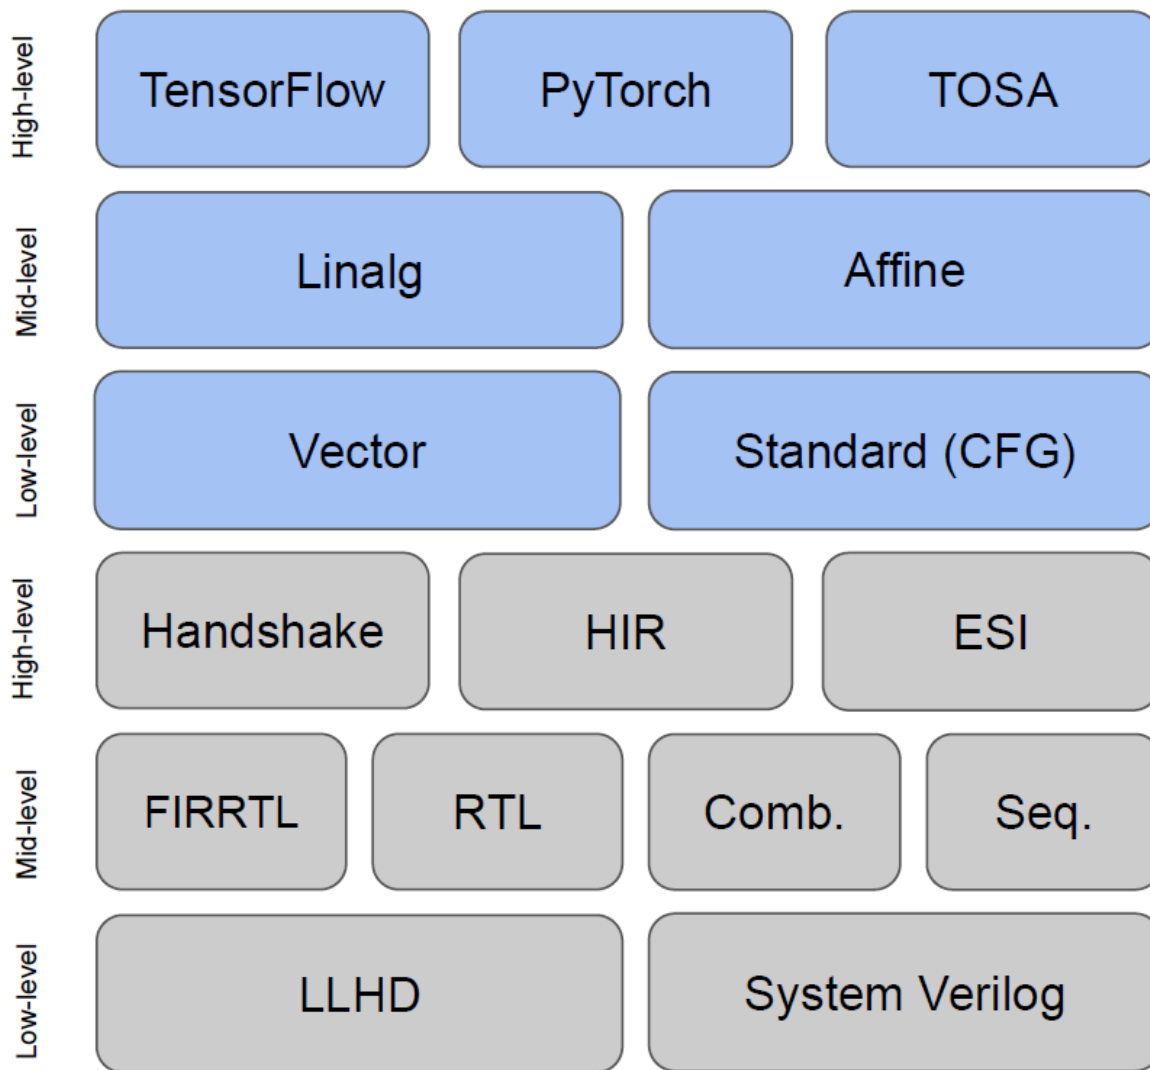 High-level
TensorFlow
PyTorch
TOSA
Mid-level
Linalg
Affine
Low-level
Vector
Standard (CFG)
High-level
Handshake
HIR
ESI
Mid-level
FIRRTL
RTL
Comb.
Seq.
Low-level
LLHD
System Verilog